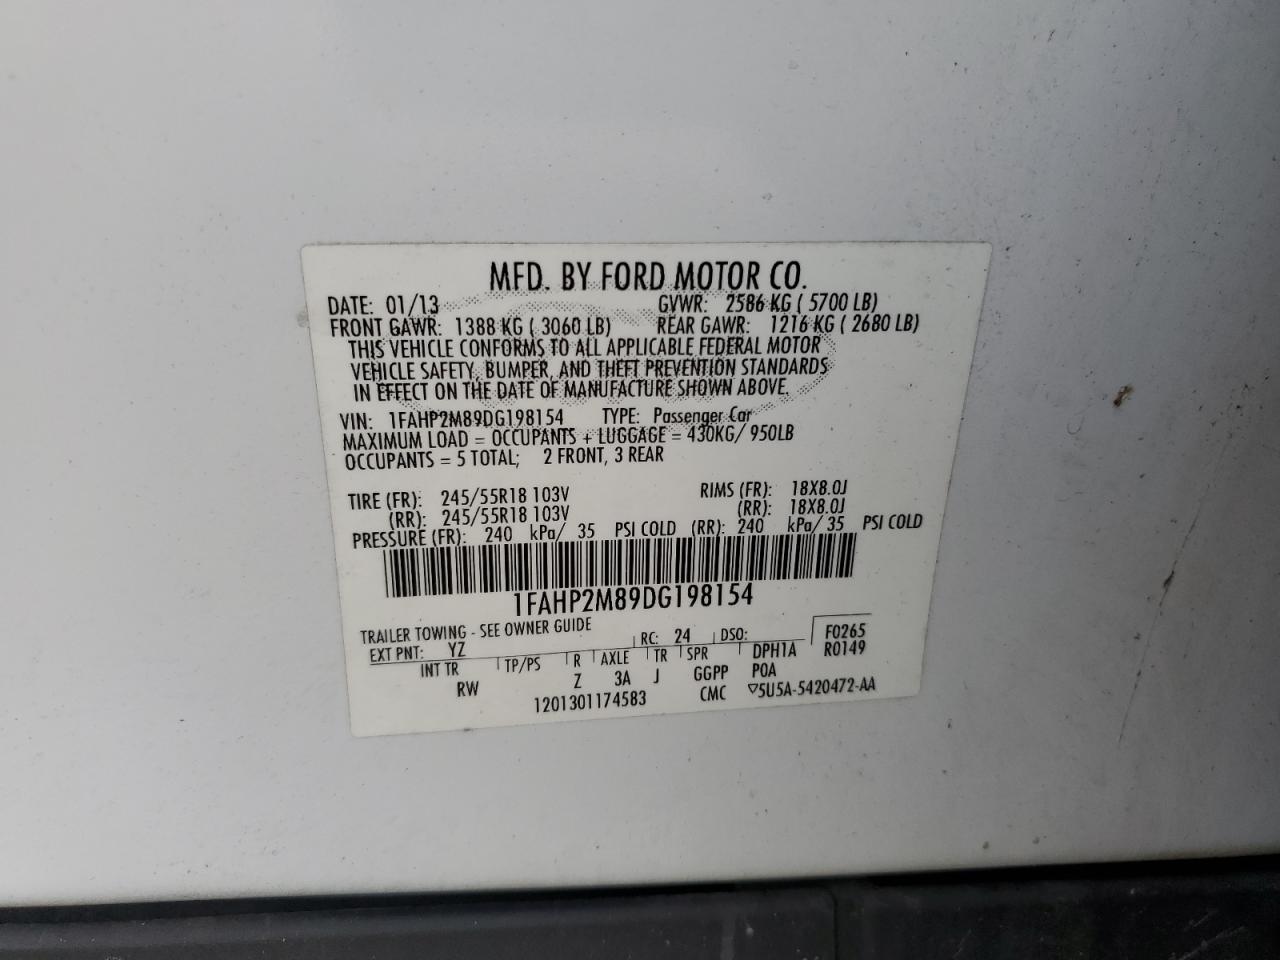 MFD. BY FORD MOTOR CO.
DATE: 01/13 GVWR: 2586 KG ( 5700 LB)
FRONT GAWR: 1388 KG ( 3060 LB) REAR GAWR: 1216 KG ( 2680 LB)
THIS VEHICLE CONFORMS TO ALL APPLICABLE FEDERAL MOTOR
VEHICLE SAFETY, BUMPER, AND THEFT PREVENTION STANDARDS
IN EFFECT ON THE DATE OF MANUFACTURE SHOWN ABOVE.
VIN: 1FAHP2M89DG198154 TYPE: Passenger Car
MAXIMUM LOAD = OCCUPANTS + LUGGAGE = 430KG/ 950LB
OCCUPANTS = 5 TOTAL; 2 FRONT, 3 REAR
TIRE (FR): 245/55R18 103V RIMS (FR): 18X8.0J
(RR): 245/55R18 103V (RR): 18X8.0J
PRESSURE (FR): 240 kPa/ 35 PSI COLD (RR): 240 kPa/ 35 PSI COLD
1FAHP2M89DG198154
TRAILER TOWING - SEE OWNER GUIDE
EXT PNT: YZ RC: 24 DSO: F0265
INT TR TP/PS R AXLE TR SPR DPH1A R0149
RW Z 3A J GGPP POA
1201301174583 CMC ▽5U5A-5420472-AA